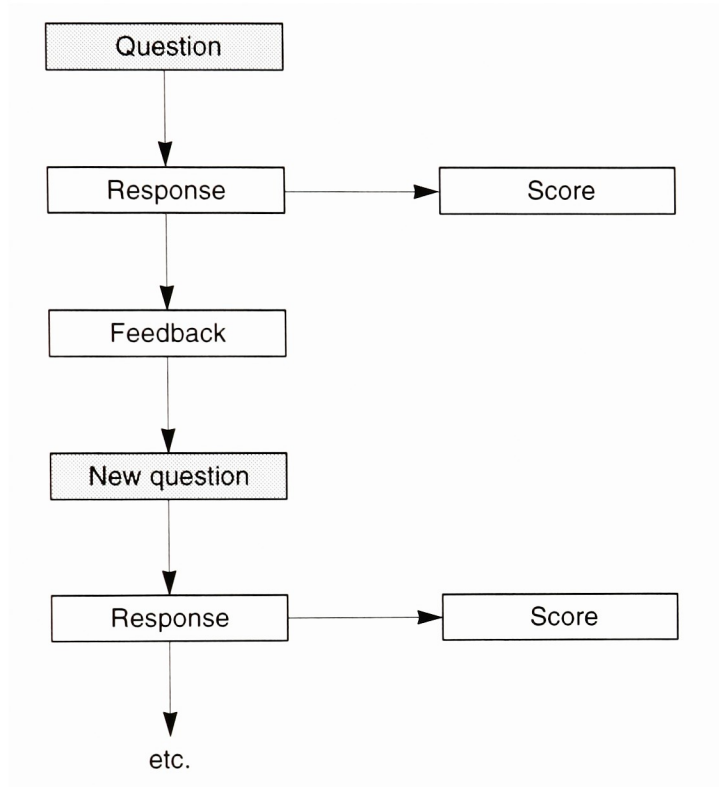 Question
Response
Score
Feedback
New question
Response
Score
etc.